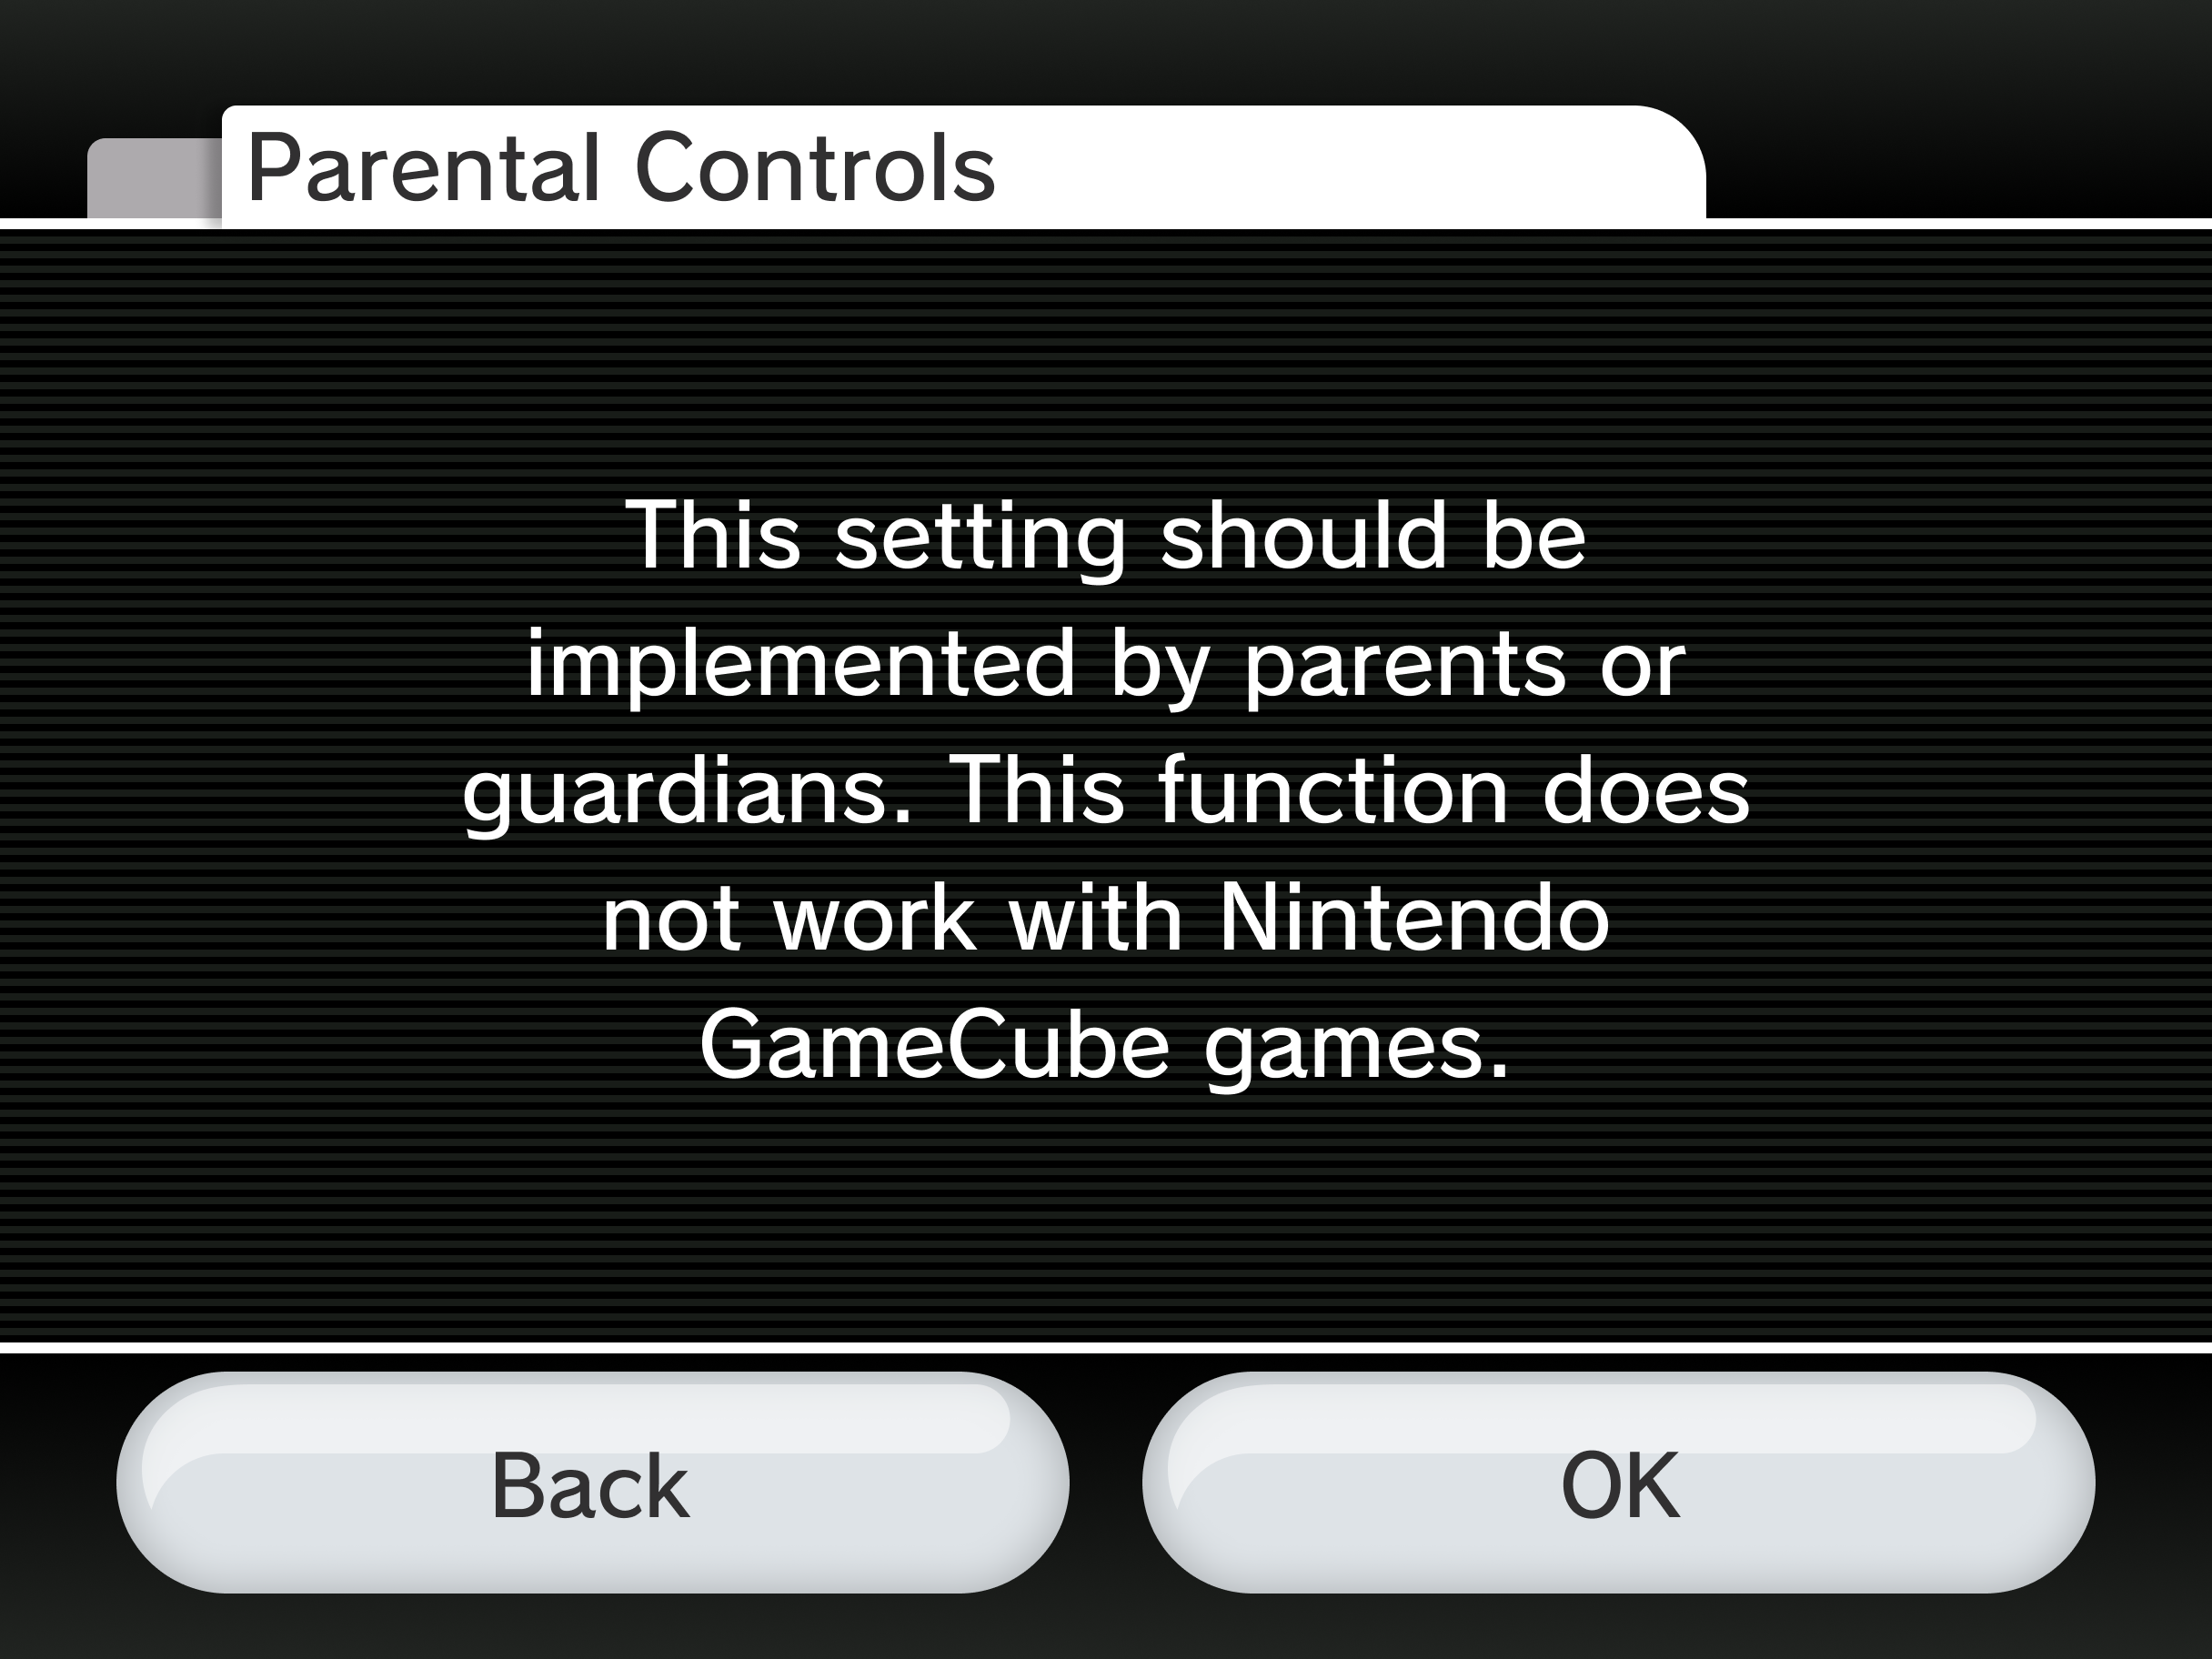 Parental Controls
This setting should be
implemented by parents or
guardians. This function does
not work with Nintendo
GameCube games.
Back
OK